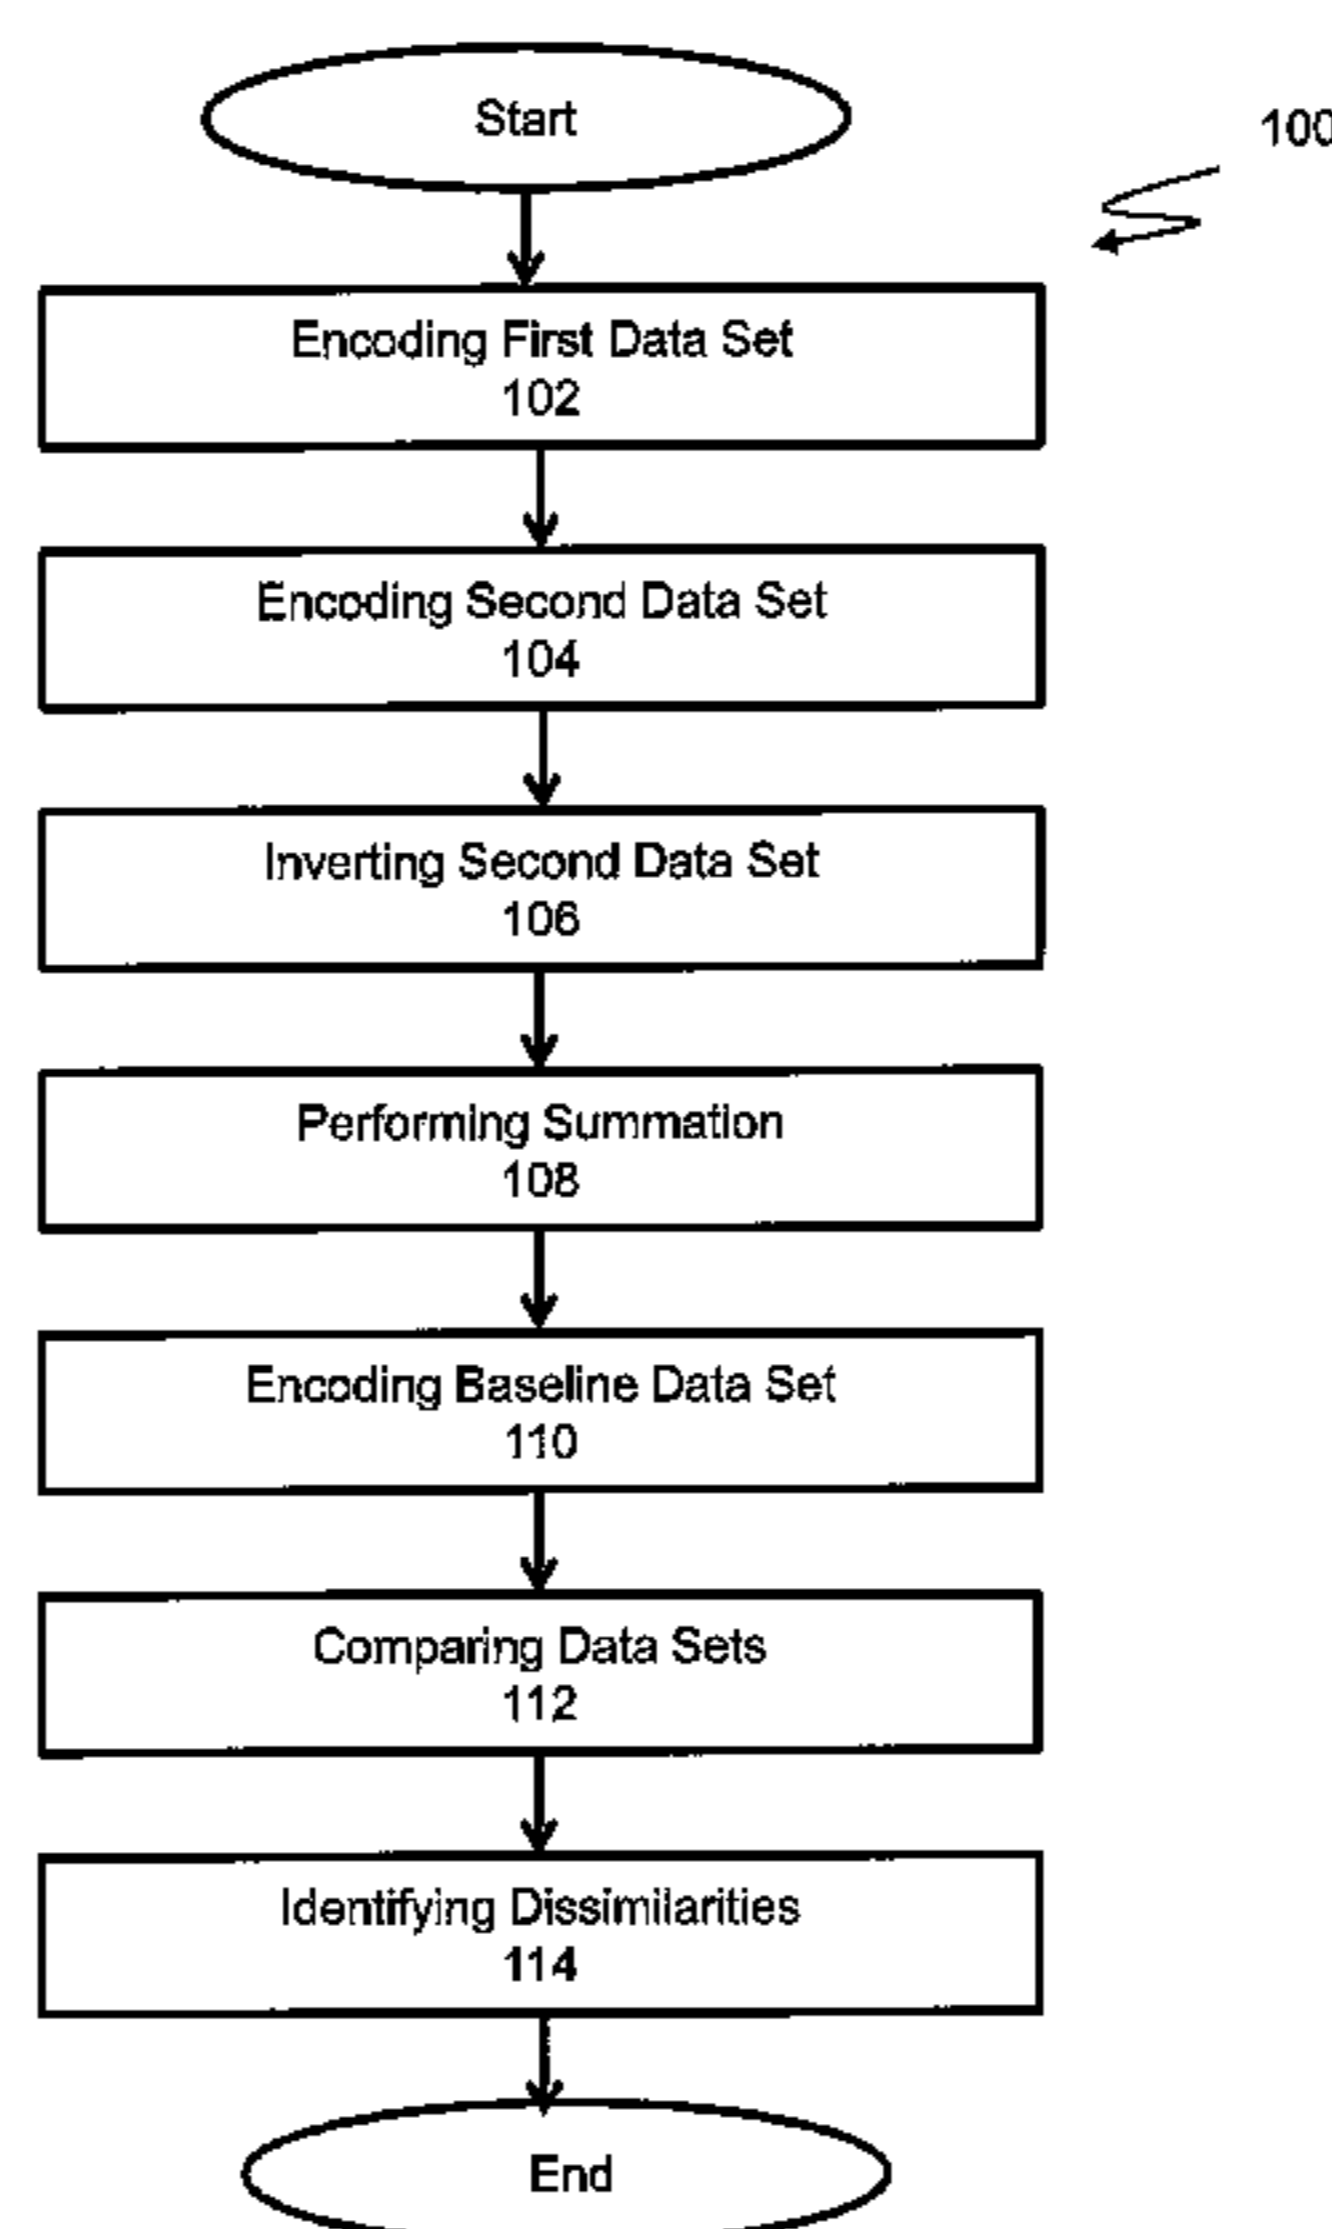 Start
100
Encoding First Data Set
102
Encoding Second Data Set
104
Inverting Second Data Set
106
Performing Summation
108
Encoding Baseline Data Set
110
Comparing Data Sets
112
Identifying Dissimilarities
114
End